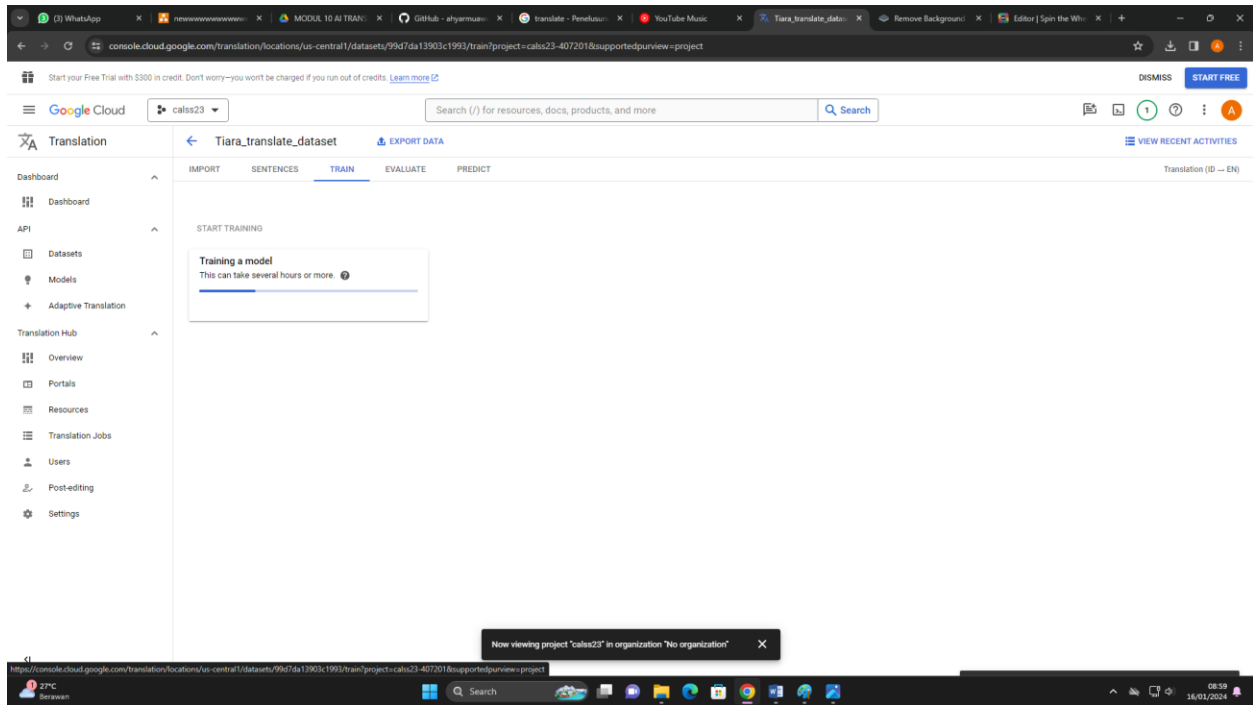 (3) WhatsApp
newwwwwwwwwww
MODUL 10 AI TRAN
GitHub - ahyarmuaw
translate - Penelusura
YouTube Music
Tiara_translate_datas
Remove Background
Editor | Spin the Whe
console.cloud.google.com/translation/locations/us-central1/datasets/99d7da13903c1993/train?project=calss23-407201&supportedpurview=project
Start your Free Trial with $300 in credit. Don't worry—you won't be charged if you run out of credits. Learn more
DISMISS
START FREE
Google Cloud
calss23
Search (/) for resources, docs, products, and more
Search
1
A
Translation
Tiara_translate_dataset
EXPORT DATA
VIEW RECENT ACTIVITIES
IMPORT SENTENCES TRAIN EVALUATE PREDICT
Translation (ID → EN)
Dashboard
Dashboard
API
Datasets
Models
Adaptive Translation
Translation Hub
Overview
Portals
Resources
Translation Jobs
Users
Post-editing
Settings
START TRAINING
Training a model
This can take several hours or more.
Now viewing project "calss23" in organization "No organization"
https://console.cloud.google.com/translation/locations/us-central1/datasets/99d7da13903c1993/train?project=calss23-407201&supportedpurview=project
1
27°C
Berawan
Search
08:59
16/01/2024